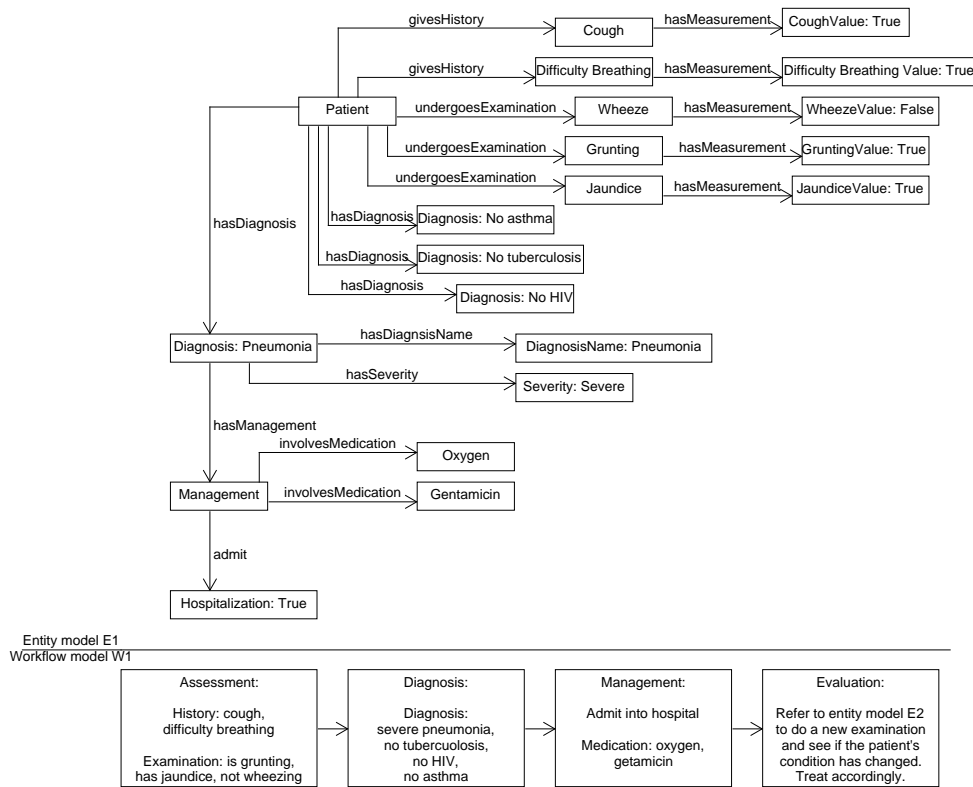 givesHistory
Cough
hasMeasurement
CoughValue: True
givesHistory
Difficulty Breathing
hasMeasurement
Difficulty Breathing Value: True
Patient
undergoesExamination
Wheeze
hasMeasurement
WheezeValue: False
undergoesExamination
Grunting
hasMeasurement
GruntingValue: True
undergoesExamination
Jaundice
hasMeasurement
JaundiceValue: True
hasDiagnosis
hasDiagnosis
Diagnosis: No asthma
hasDiagnosis
Diagnosis: No tuberculosis
hasDiagnosis
Diagnosis: No HIV
Diagnosis: Pneumonia
hasDiagnsisName
DiagnosisName: Pneumonia
hasSeverity
Severity: Severe
hasManagement
involvesMedication
Oxygen
Management
involvesMedication
Gentamicin
admit
Hospitalization: True
Entity model E1
Workflow model W1
Assessment:
History: cough,
difficulty breathing
Examination: is grunting,
has jaundice, not wheezing
Diagnosis:
Diagnosis:
severe pneumonia,
no tubercuolosis,
no HIV,
no asthma
Management:
Admit into hospital
Medication: oxygen,
getamicin
Evaluation:
Refer to entity model E2
to do a new examination
and see if the patient's
condition has changed.
Treat accordingly.